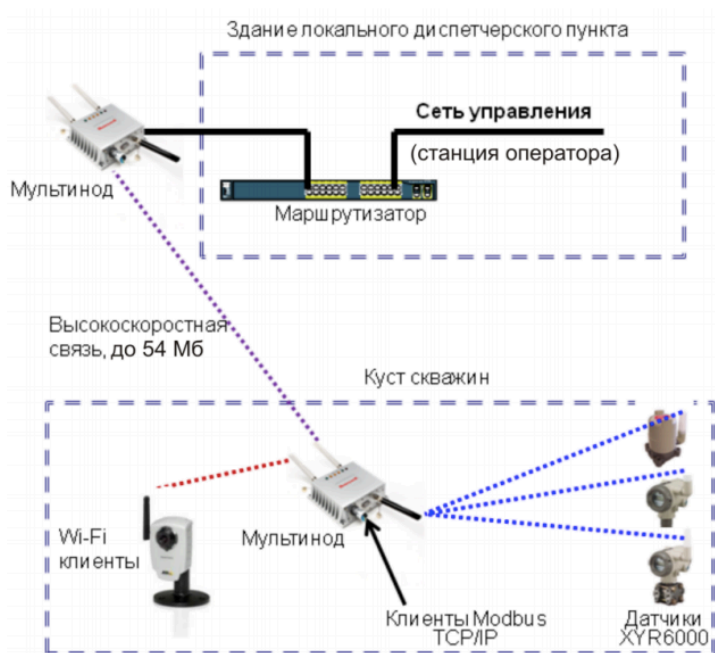 Здание локального диспетчерского пункта
Сеть управления
(станция оператора)
Мультинод
Маршрутизатор
Высокоскоростная
связь, до 54 Мб
Куст скважин
Wi-Fi
клиенты
Мультинод
Клиенты Modbus
TCP/IP
Датчики
XYR6000